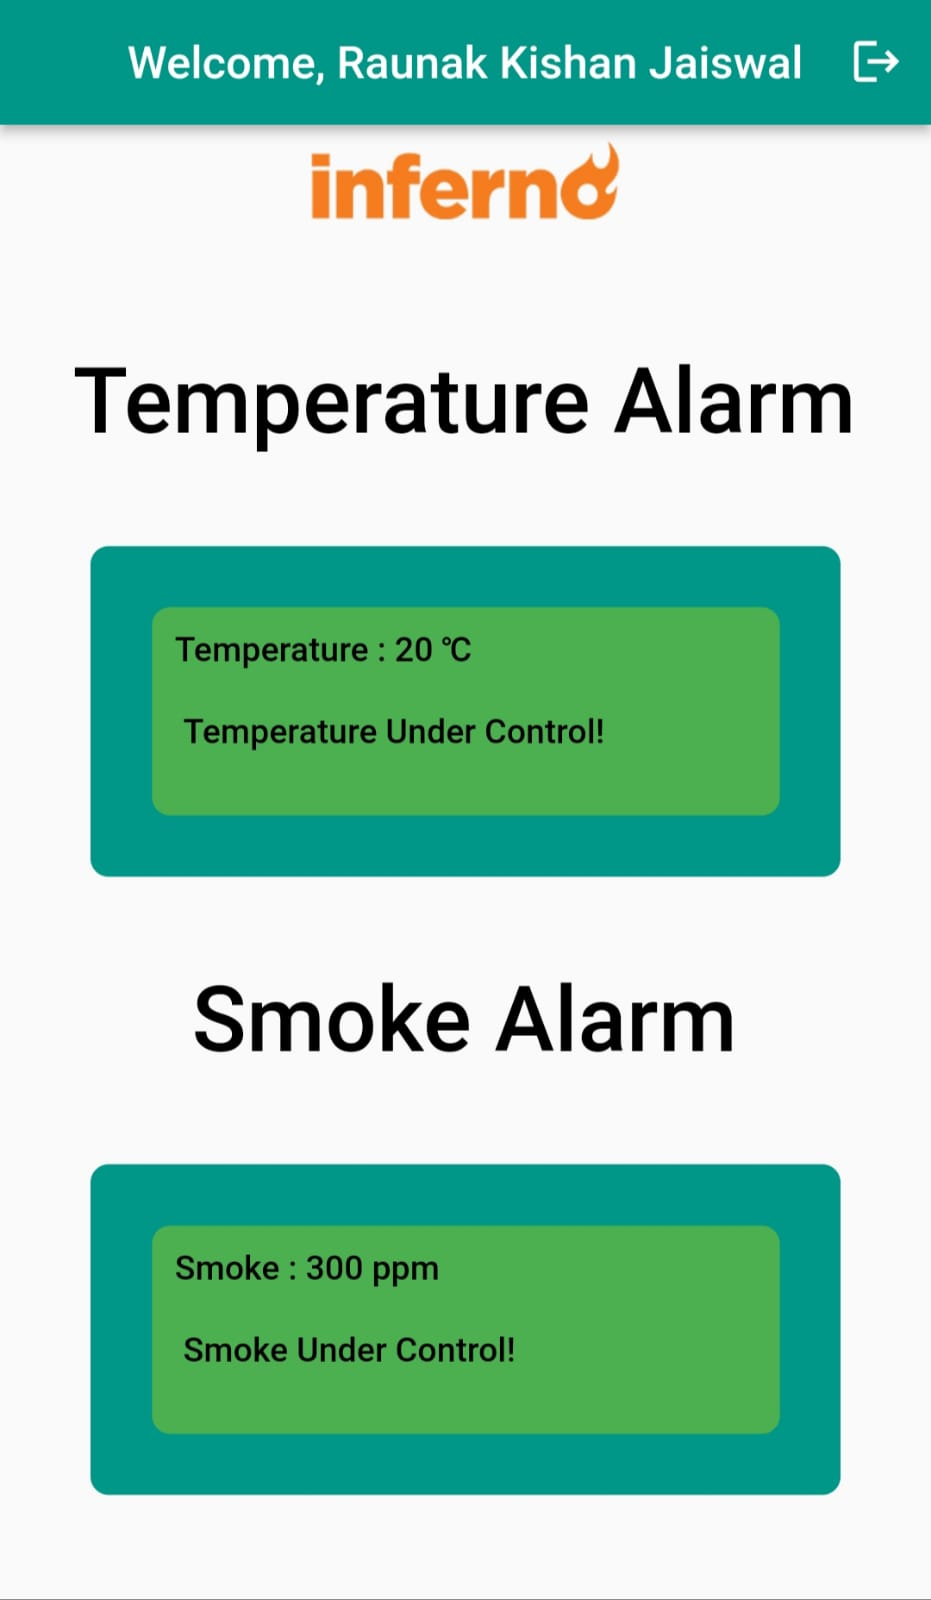 Welcome, Raunak Kishan Jaiswal
inferno
Temperature Alarm
Temperature : 20 ℃
Temperature Under Control!
Smoke Alarm
Smoke : 300 ppm
Smoke Under Control!